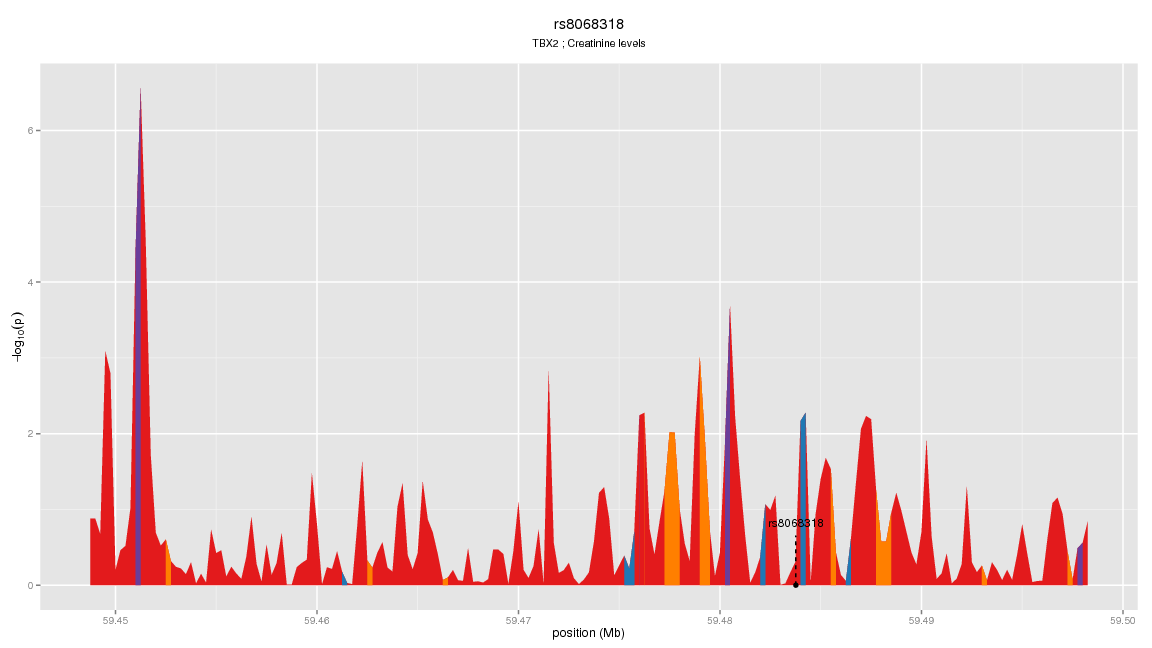 rs8068318
TBX2 ; Creatinine levels
−log10(p)
6
4
2
0
rs8068318
59.45 59.46 59.47 59.48 59.49 59.50
position (Mb)